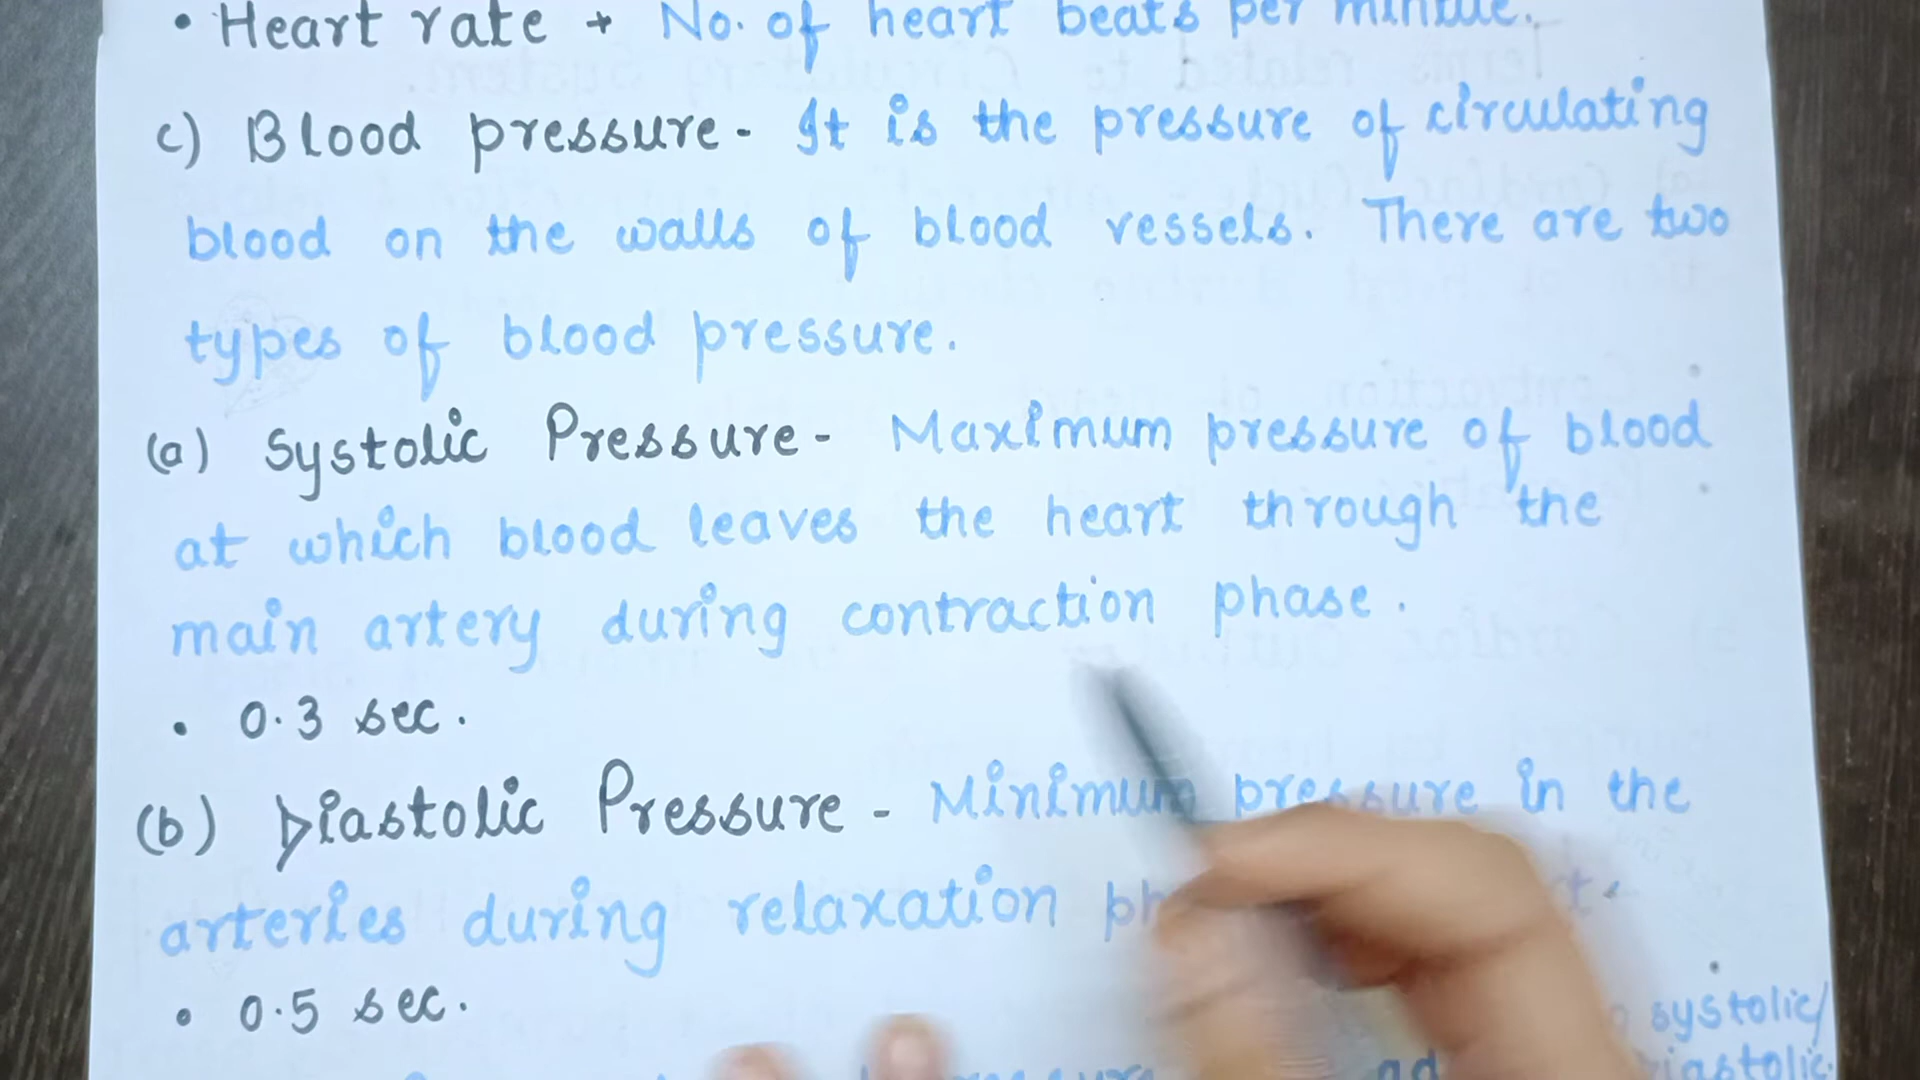 • Heart rate → No. of heart beats per minute.
c) Blood pressure - It is the pressure of circulating
blood on the walls of blood vessels. There are two
types of blood pressure.
(a) Systolic Pressure - Maximum pressure of blood
at which blood leaves the heart through the
main artery during contraction phase.
• 0.3 sec.
(b) Diastolic Pressure - Minimum pressure in the
arteries during relaxation
• 0.5 sec.
systolic/
diastolic.